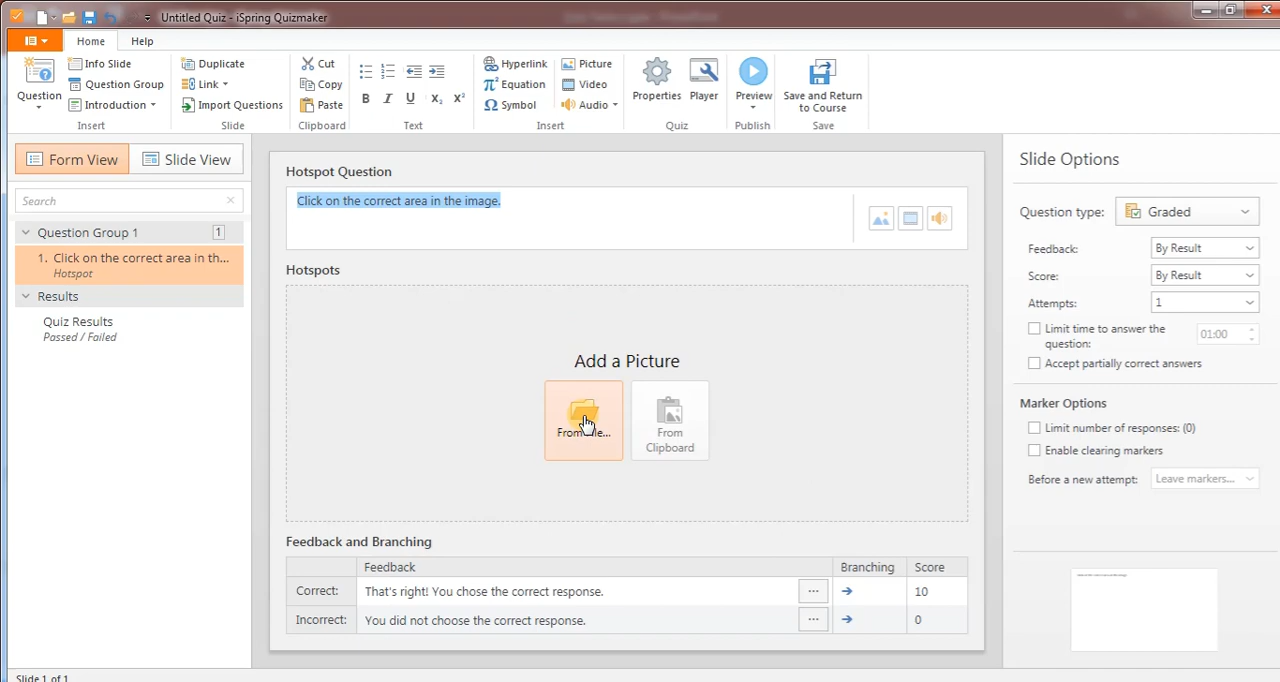 Untitled Quiz - iSpring Quizmaker
Home Help
Question
Info Slide
Question Group
Introduction
Insert
Duplicate
Link
Import Questions
Slide
Cut
Copy
Paste
Clipboard
B I U X₂ X²
Text
Hyperlink
Equation
Symbol
Picture
Video
Audio
Insert
Properties
Player
Quiz
Preview
Publish
Save and Return
to Course
Save
Form View
Slide View
Search
Question Group 1 1
1. Click on the correct area in th...
Hotspot
Results
Quiz Results
Passed / Failed
Hotspot Question
Click on the correct area in the image.
Hotspots
Add a Picture
From
From
Clipboard
Feedback and Branching
Feedback Branching Score
Correct: That's right! You chose the correct response. ... 10
Incorrect: You did not choose the correct response. ... 0
Slide Options
Question type: Graded
Feedback: By Result
Score: By Result
Attempts: 1
Limit time to answer the
question: 01:00
Accept partially correct answers
Marker Options
Limit number of responses: (0)
Enable clearing markers
Before a new attempt: Leave markers...
Slide 1 of 1